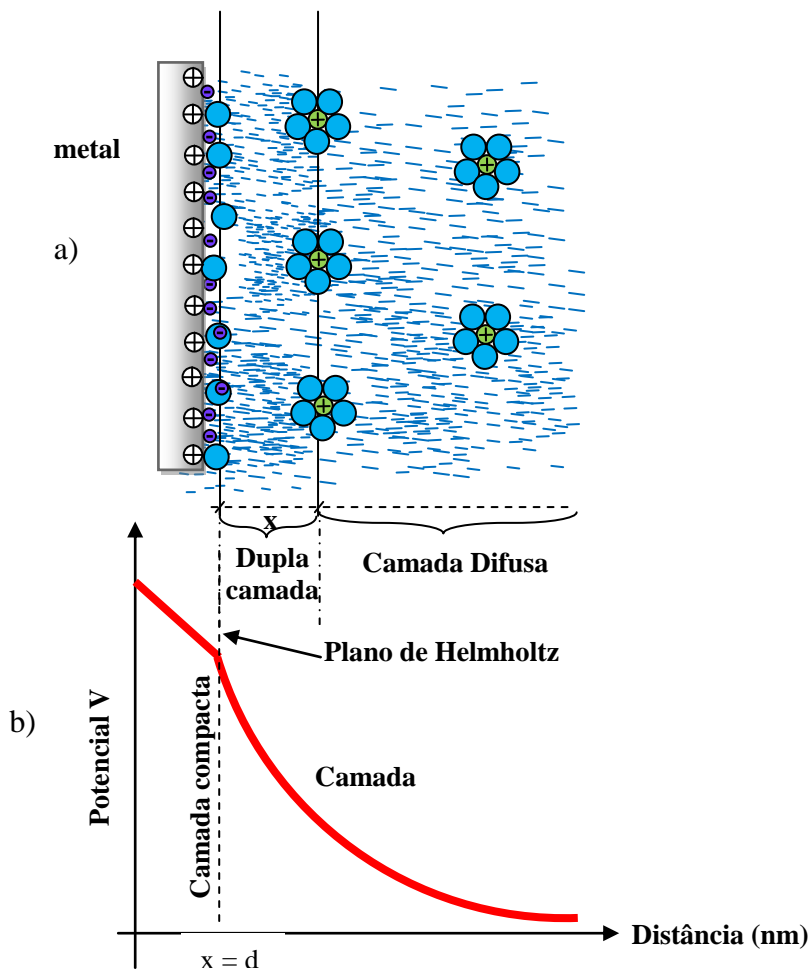 metal
a)
x
Dupla
camada
Camada Difusa
Plano de Helmholtz
b)
Potencial V
Camada compacta
Camada
Distância (nm)
x = d